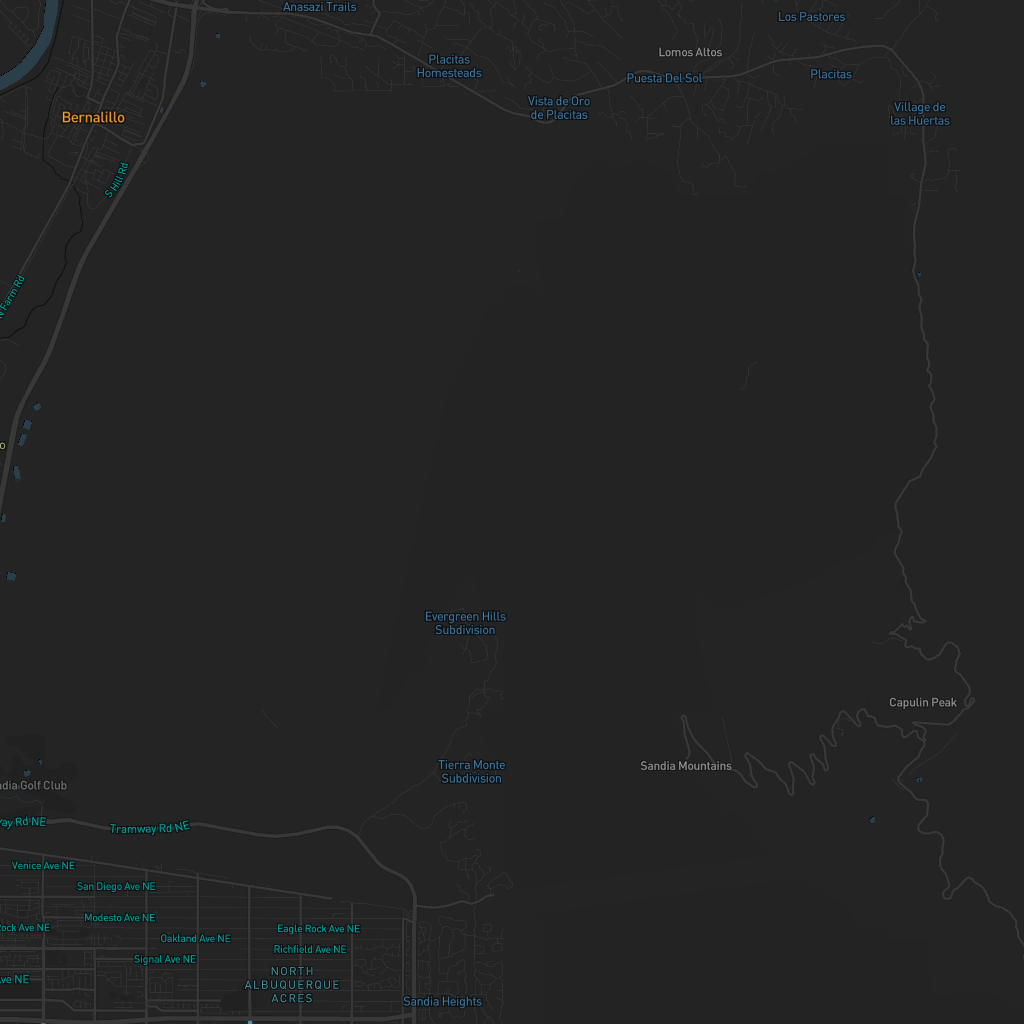 Anasazi Trails
Los Pastores
Lomos Altos
Placitas
Homesteads
Puesta Del Sol
Placitas
Vista de Oro
de Placitas
Village de
las Huertas
Bernalillo
S Hill Rd
Farm Rd
o
Evergreen Hills
Subdivision
Capulin Peak
Sandia Mountains
Tierra Monte
Subdivision
ndia Golf Club
ay Rd NE
Tramway Rd NE
Venice Ave NE
San Diego Ave NE
Modesto Ave NE
Rock Ave NE
Eagle Rock Ave NE
Oakland Ave NE
Richfield Ave NE
Signal Ave NE
NORTH
ALBUQUERQUE
ACRES
ve NE
Sandia Heights